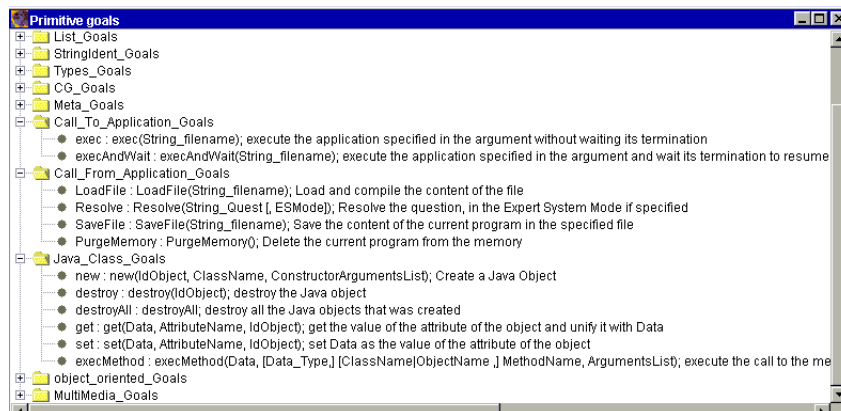 Primitive goals
List_Goals
StringIdent_Goals
Types_Goals
CG_Goals
Meta_Goals
Call_To_Application_Goals
exec : exec(String_filename); execute the application specified in the argument without waiting its termination
execAndWait : execAndWait(String_filename); execute the application specified in the argument and wait its termination to resume
Call_From_Application_Goals
LoadFile : LoadFile(String_filename); Load and compile the content of the file
Resolve : Resolve(String_Quest [, ESMode]); Resolve the question, in the Expert System Mode if specified
SaveFile : SaveFile(String_filename); Save the content of the current program in the specified file
PurgeMemory : PurgeMemory(); Delete the current program from the memory
Java_Class_Goals
new : new(IdObject, ClassName, ConstructorArgumentsList); Create a Java Object
destroy : destroy(IdObject); destroy the Java object
destroyAll : destroyAll; destroy all the Java objects that was created
get : get(Data, AttributeName, IdObject); get the value of the attribute of the object and unify it with Data
set : set(Data, AttributeName, IdObject); set Data as the value of the attribute of the object
execMethod : execMethod(Data, [Data_Type,] [ClassName|ObjectName ,] MethodName, ArgumentsList); execute the call to the me
object_oriented_Goals
MultiMedia_Goals